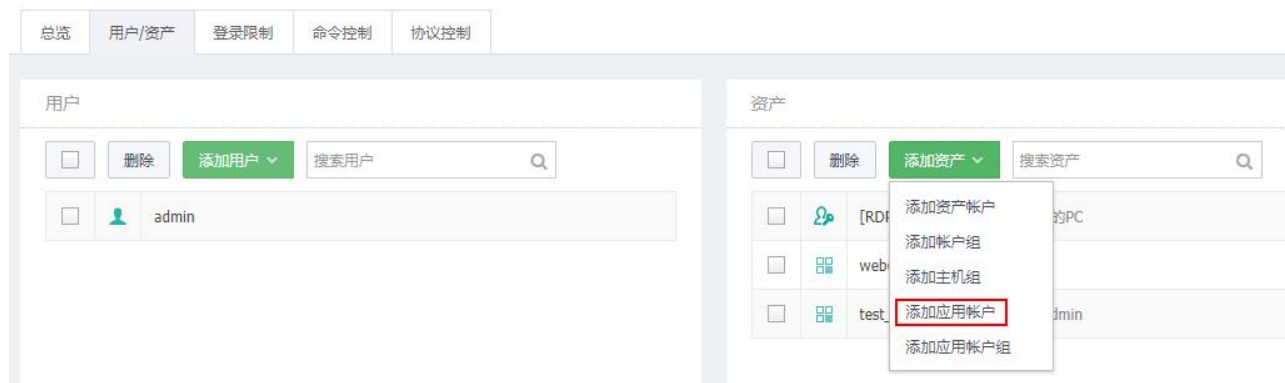 总览 用户/资产 登录限制 命令控制 协议控制
用户
删除 添加用户 搜索用户
admin
资产
删除 添加资产 搜索资产
[RDP 的PC
web
test_ dmin
添加资产帐户
添加帐户组
添加主机组
添加应用帐户
添加应用帐户组